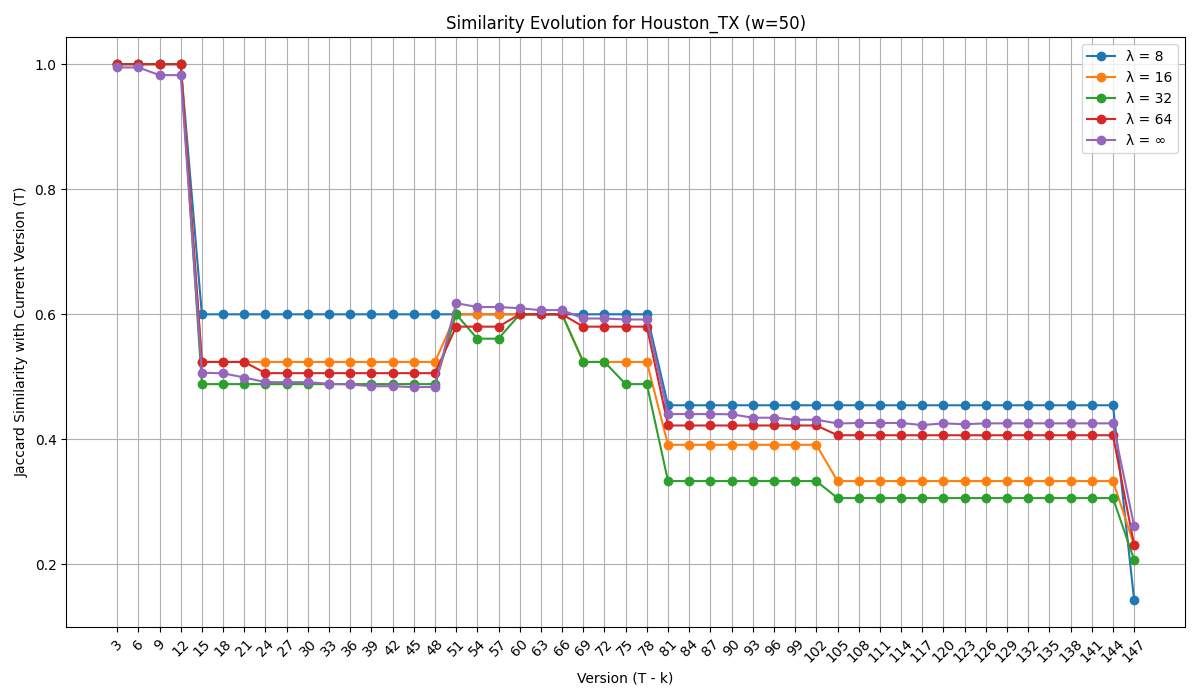 Similarity Evolution for Houston_TX (w=50)
λ = 8
λ = 16
λ = 32
λ = 64
λ = ∞
Jaccard Similarity with Current Version (T)
1.0
0.8
0.6
0.4
0.2
3 6 9 12 15 18 21 24 27 30 33 36 39 42 45 48 51 54 57 60 63 66 69 72 75 78 81 84 87 90 93 96 99 102 105 108 111 114 117 120 123 126 129 132 135 138 141 144 147
Version (T - k)